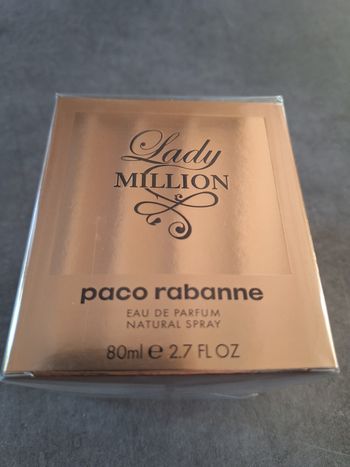 Lady
MILLION
paco rabanne
EAU DE PARFUM
NATURAL SPRAY
80ml ℮ 2.7 FL OZ